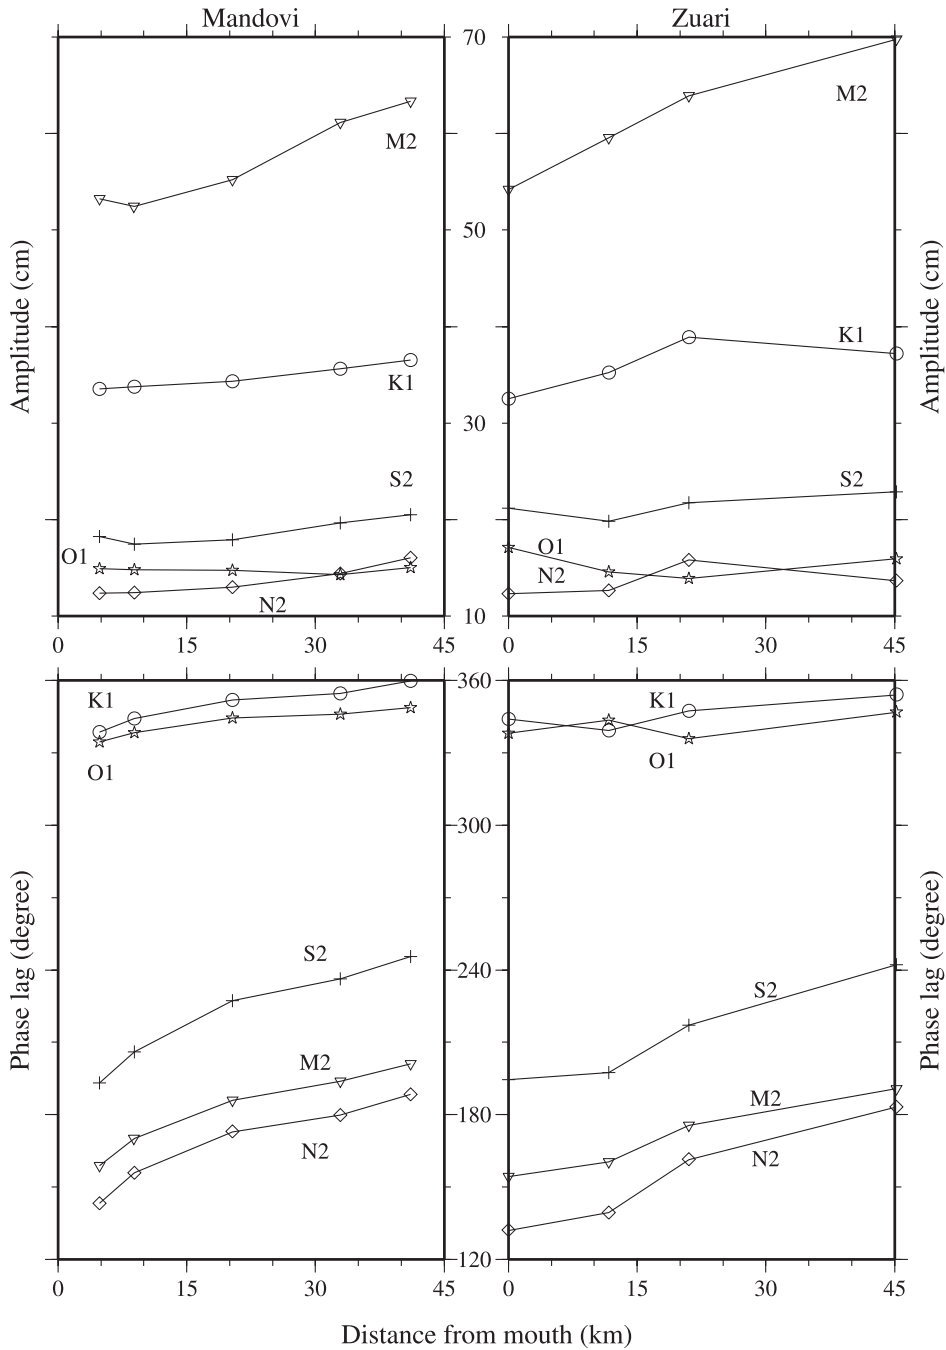 Mandovi Zuari
70
M2
M2
50
Amplitude (cm)
Amplitude (cm)
K1
K1
30
S2
S2
O1
O1
N2
N2
10
0 15 30 45
0 15 30 45
360
K1
K1
O1
O1
300
Phase lag (degree)
Phase lag (degree)
S2
240
S2
M2
M2
180
N2
N2
120
0 15 30 45
0 15 30 45
Distance from mouth (km)